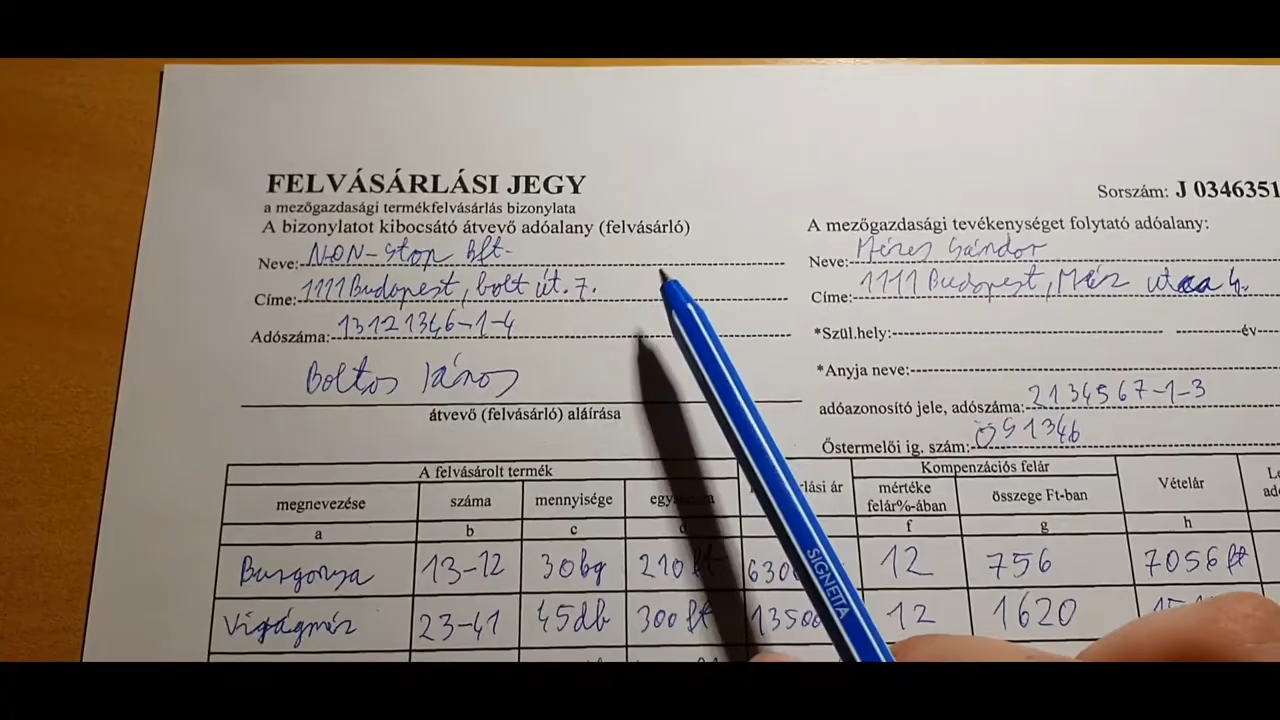 FELVÁSÁRLÁSI JEGY
a mezőgazdasági termékfelvásárlás bizonylata
Sorszám: J 0346351
A bizonylatot kibocsátó átvevő adóalany (felvásárló)
Neve: NON-Stop Kft.
Címe: 1111 Budapest, bolt út. 7.
Adószáma: 13121346-1-4
Boltos János
átvevő (felvásárló) aláírása
A mezőgazdasági tevékenységet folytató adóalany:
Neve: Mézes Sándor
Címe: 1111 Budapest, Méz utca 4.
*Szül.hely: év
*Anyja neve:
adóazonosító jele, adószáma: 2134567-1-3
Őstermelői ig. szám: ŐS1346
A felvásárolt termék Kompenzációs felár
megnevezése száma mennyisége mértéke felár%-ában összege Ft-ban Vételár
a b c d f g h
Burgonya 13-12 30kg 210 ft 630 12 756 7056 ft
Virágméz 23-41 45db 300 ft 1350 12 1620
SIGNETTA